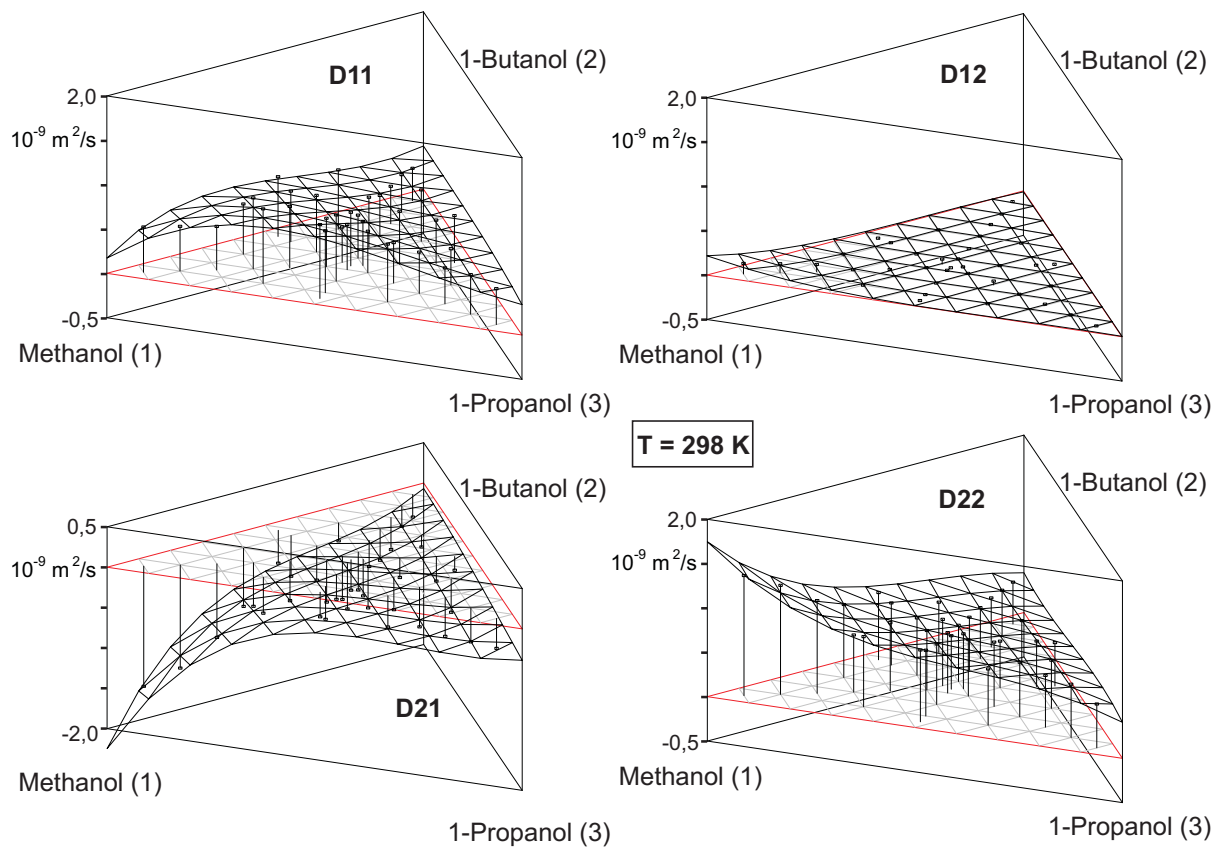 D11
1-Butanol (2)
2,0
10⁻⁹ m²/s
-0,5
Methanol (1)
1-Propanol (3)
D12
1-Butanol (2)
2,0
10⁻⁹ m²/s
-0,5
Methanol (1)
1-Propanol (3)
T = 298 K
1-Butanol (2)
0,5
10⁻⁹ m²/s
-2,0
D21
Methanol (1)
1-Propanol (3)
1-Butanol (2)
D22
2,0
10⁻⁹ m²/s
-0,5
Methanol (1)
1-Propanol (3)